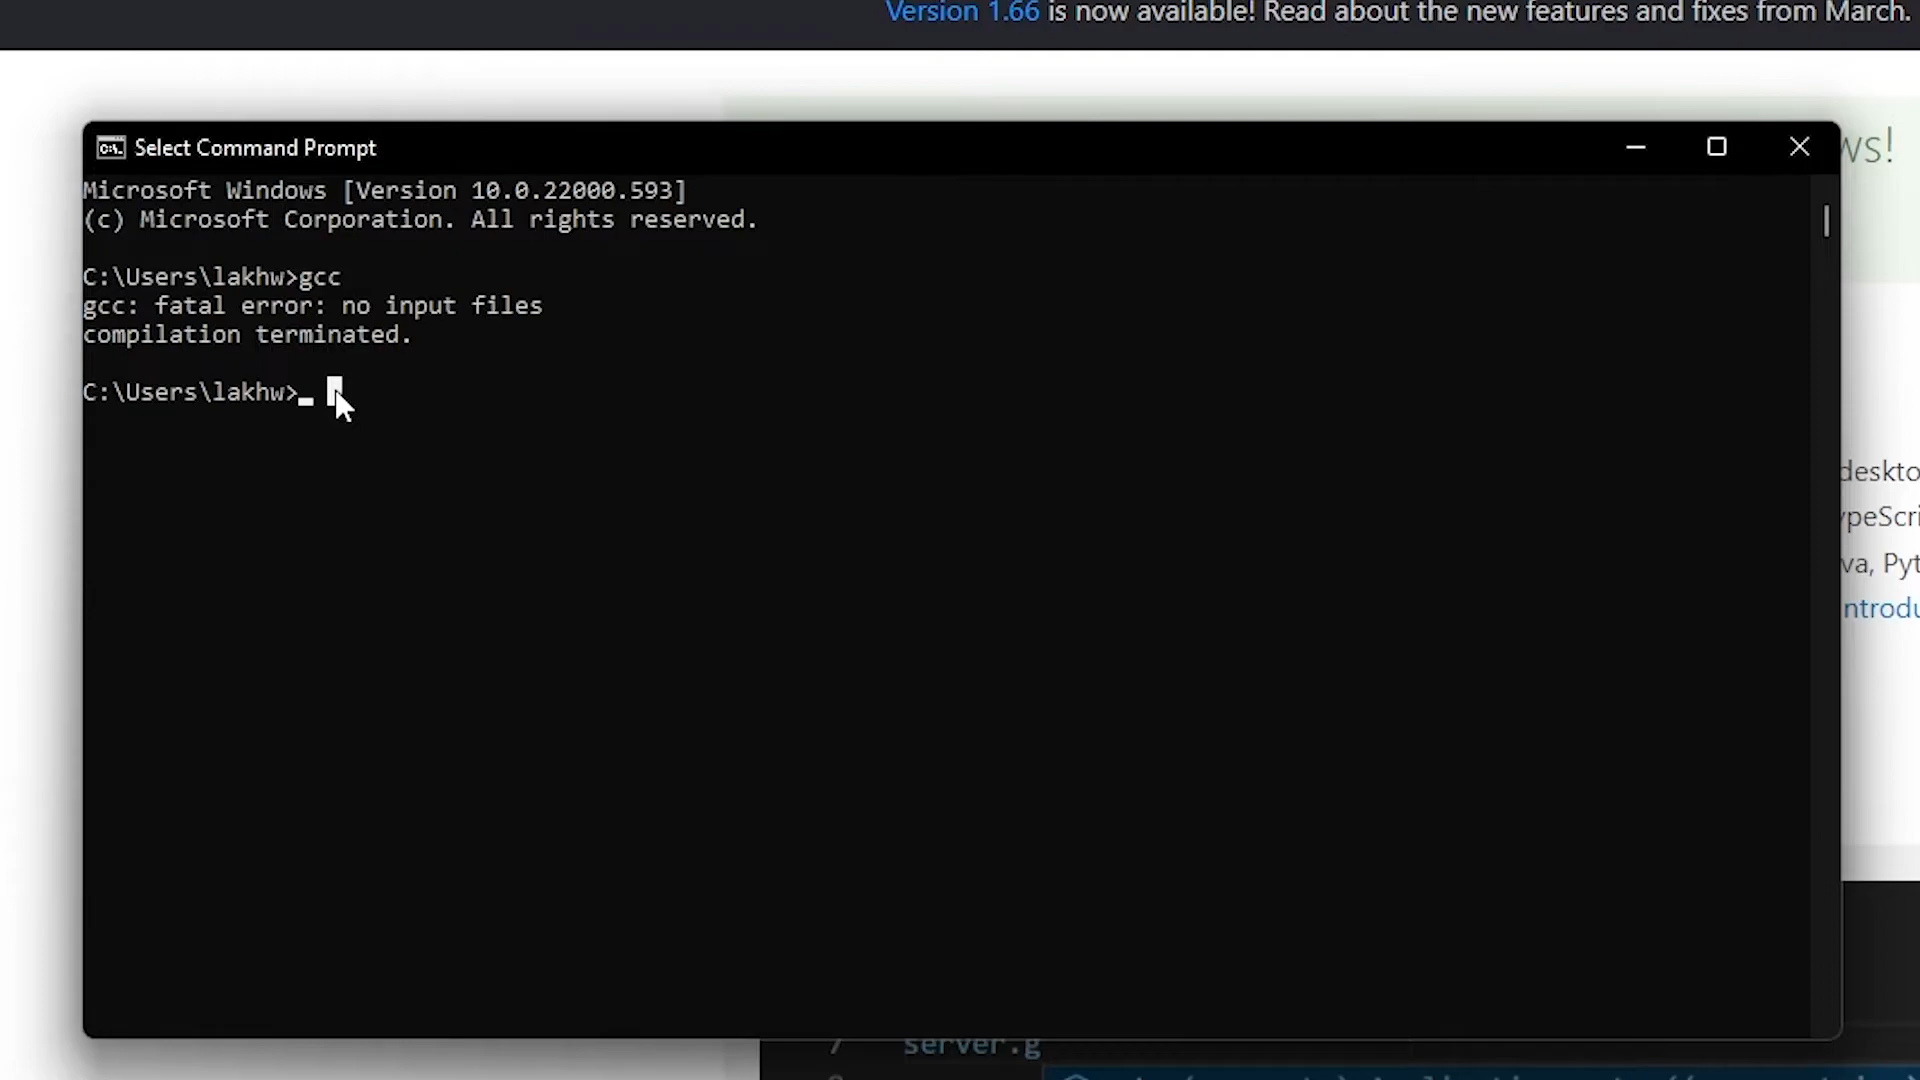 Version 1.66 is now available! Read about the new features and fixes from March.
ws!
Select Command Prompt
Microsoft Windows [Version 10.0.22000.593]
(c) Microsoft Corporation. All rights reserved.
C:\Users\lakhw>gcc
gcc: fatal error: no input files
compilation terminated.
C:\Users\lakhw>
deskto
ypeScri
va, Pyt
ntrodu
7 server.g